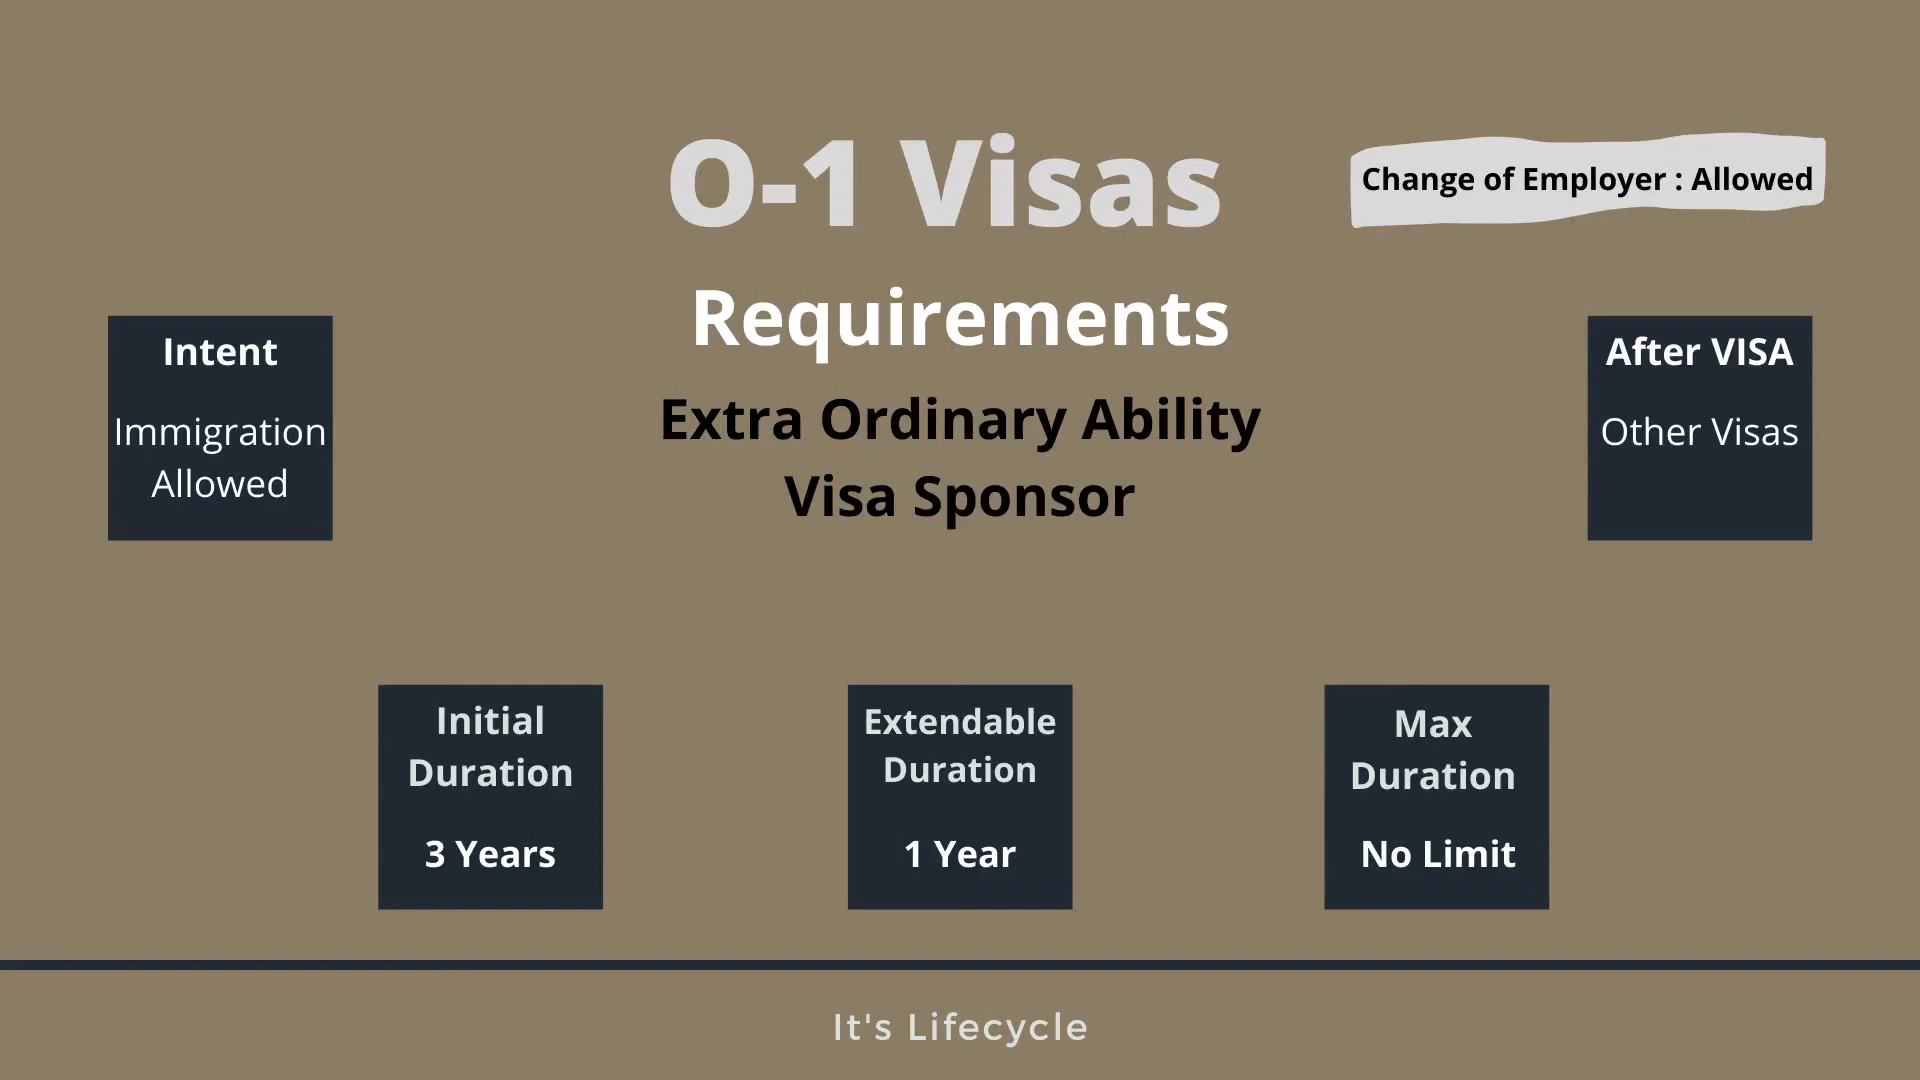 O-1 Visas
Change of Employer : Allowed
Requirements
Extra Ordinary Ability
Visa Sponsor
Intent
Immigration
Allowed
After VISA
Other Visas
Initial
Duration
3 Years
Extendable
Duration
1 Year
Max
Duration
No Limit
It's Lifecycle